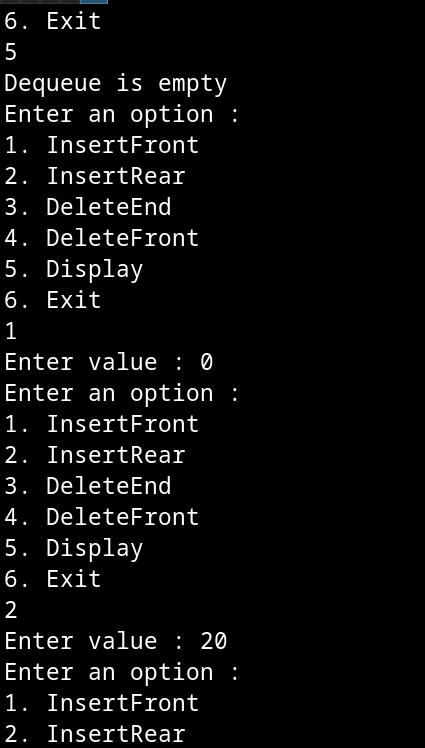 6. Exit
5
Dequeue is empty
Enter an option :
1. InsertFront
2. InsertRear
3. DeleteEnd
4. DeleteFront
5. Display
6. Exit
1
Enter value : 0
Enter an option :
1. InsertFront
2. InsertRear
3. DeleteEnd
4. DeleteFront
5. Display
6. Exit
2
Enter value : 20
Enter an option :
1. InsertFront
2. InsertRear